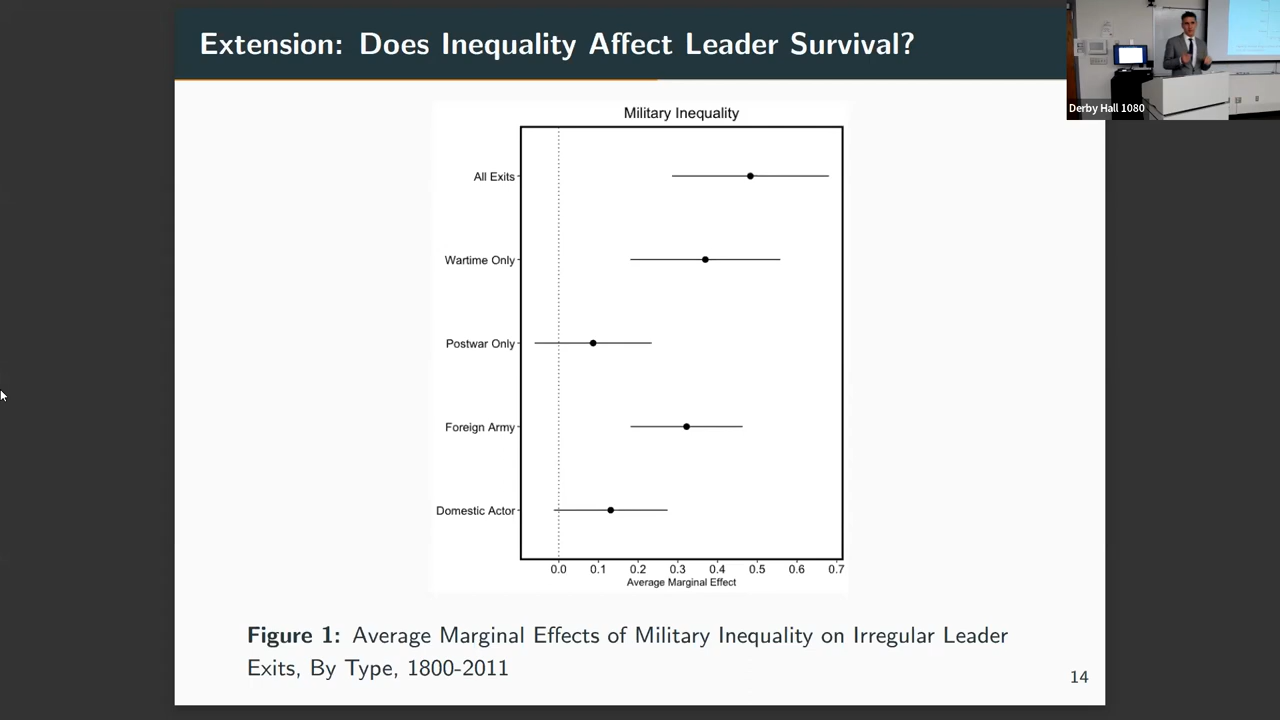 Extension: Does Inequality Affect Leader Survival?
Derby Hall 1080
Military Inequality
All Exits
Wartime Only
Postwar Only
Foreign Army
Domestic Actor
0.0 0.1 0.2 0.3 0.4 0.5 0.6 0.7
Average Marginal Effect
Figure 1: Average Marginal Effects of Military Inequality on Irregular Leader
Exits, By Type, 1800-2011
14